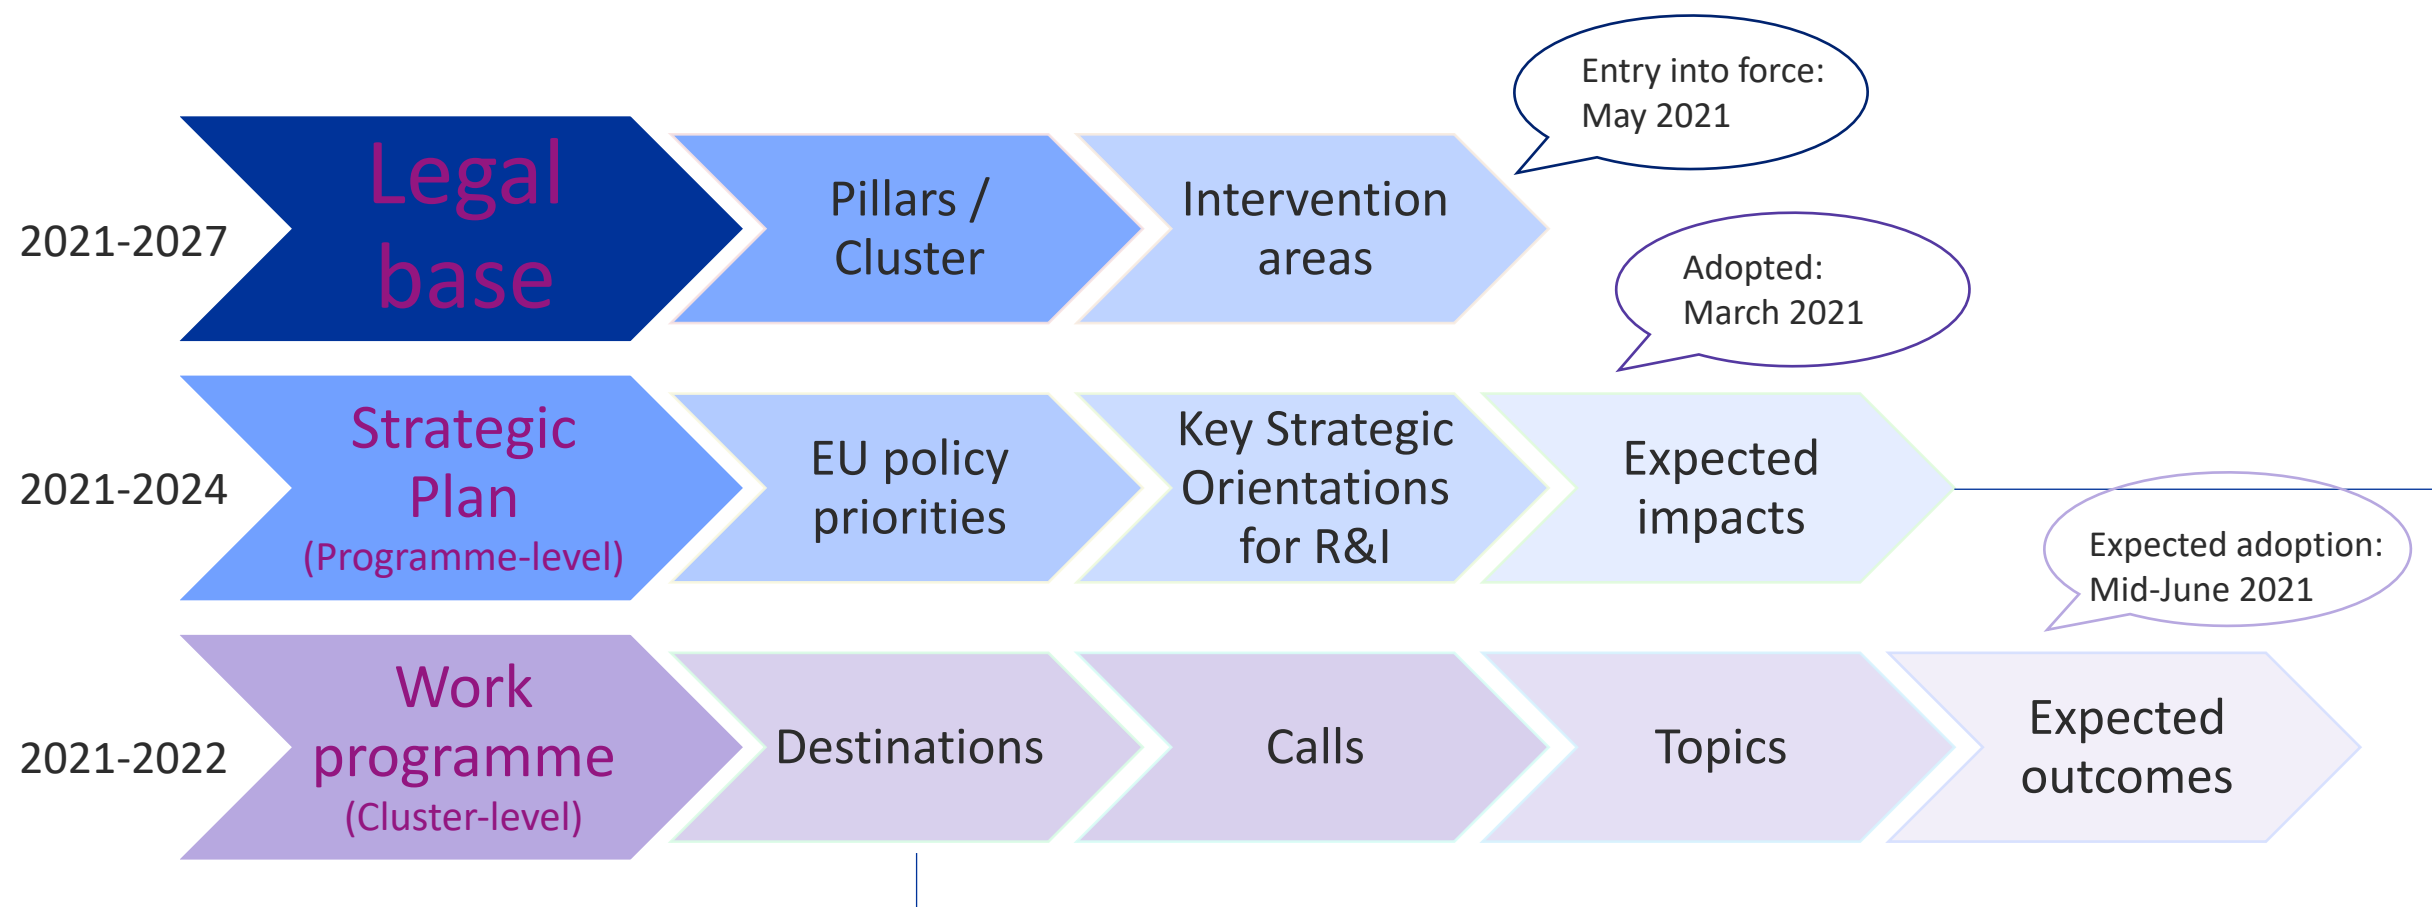 Entry into force:
May 2021
2021-2027
Legal
base
Pillars /
Cluster
Intervention
areas
Adopted:
March 2021
2021-2024
Strategic
Plan
(Programme-level)
EU policy
priorities
Key Strategic
Orientations
for R&I
Expected
impacts
Expected adoption:
Mid-June 2021
2021-2022
Work
programme
(Cluster-level)
Destinations
Calls
Topics
Expected
outcomes